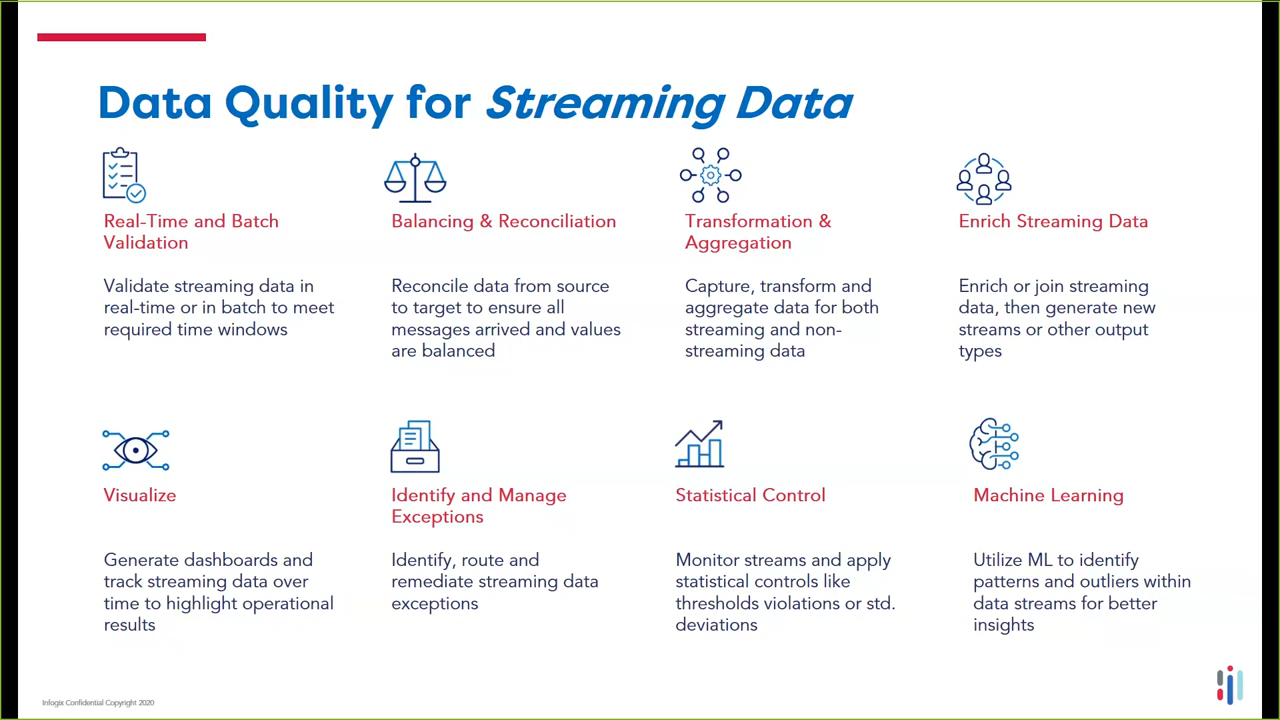 Data Quality for Streaming Data
Real-Time and Batch
Validation
Validate streaming data in
real-time or in batch to meet
required time windows
Balancing & Reconciliation
Reconcile data from source
to target to ensure all
messages arrived and values
are balanced
Transformation &
Aggregation
Capture, transform and
aggregate data for both
streaming and non-
streaming data
Enrich Streaming Data
Enrich or join streaming
data, then generate new
streams or other output
types
Visualize
Generate dashboards and
track streaming data over
time to highlight operational
results
Identify and Manage
Exceptions
Identify, route and
remediate streaming data
exceptions
Statistical Control
Monitor streams and apply
statistical controls like
thresholds violations or std.
deviations
Machine Learning
Utilize ML to identify
patterns and outliers within
data streams for better
insights
Infogix Confidential Copyright 2020